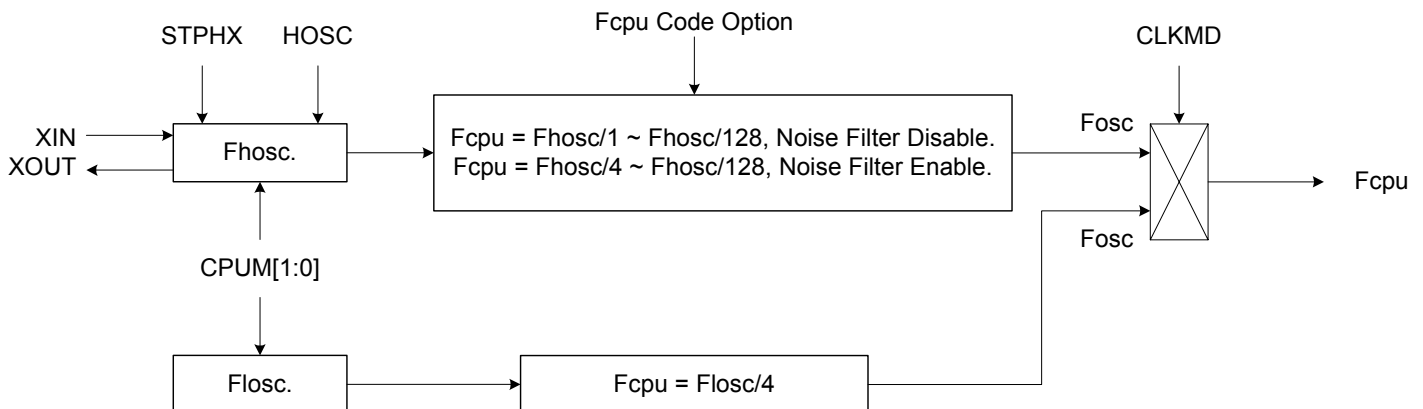 Fcpu Code Option
STPHX
HOSC
CLKMD
XIN
XOUT
Fhosc.
Fcpu = Fhosc/1 ~ Fhosc/128, Noise Filter Disable.
Fcpu = Fhosc/4 ~ Fhosc/128, Noise Filter Enable.
Fosc
Fcpu
Fosc
CPUM[1:0]
Flosc.
Fcpu = Flosc/4